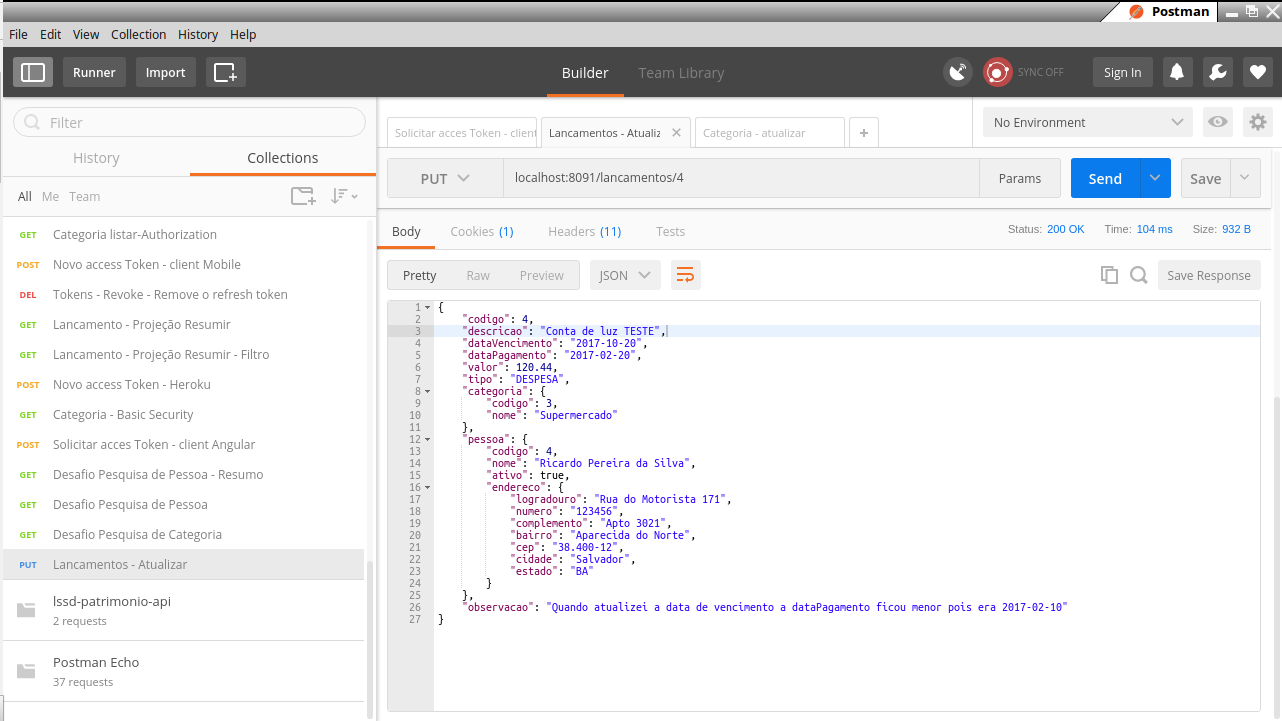 Postman
File Edit View Collection History Help
Runner Import Builder Team Library SYNC OFF Sign In
Filter
History Collections
All Me Team
GET Categoria listar-Authorization
POST Novo access Token - client Mobile
DEL Tokens - Revoke - Remove o refresh token
GET Lancamento - Projeção Resumir
GET Lancamento - Projeção Resumir - Filtro
POST Novo access Token - Heroku
GET Categoria - Basic Security
POST Solicitar acces Token - client Angular
GET Desafio Pesquisa de Pessoa - Resumo
GET Desafio Pesquisa de Pessoa
GET Desafio Pesquisa de Categoria
PUT Lancamentos - Atualizar
lssd-patrimonio-api
2 requests
Postman Echo
37 requests
Solicitar acces Token - client Lancamentos - Atualiz Categoria - atualizar + No Environment
PUT localhost:8091/lancamentos/4 Params Send Save
Body Cookies (1) Headers (11) Tests Status: 200 OK Time: 104 ms Size: 932 B
Pretty Raw Preview JSON Save Response
1 {
2 "codigo": 4,
3 "descricao": "Conta de luz TESTE",
4 "dataVencimento": "2017-10-20",
5 "dataPagamento": "2017-02-20",
6 "valor": 120.44,
7 "tipo": "DESPESA",
8 "categoria": {
9 "codigo": 3,
10 "nome": "Supermercado"
11 },
12 "pessoa": {
13 "codigo": 4,
14 "nome": "Ricardo Pereira da Silva",
15 "ativo": true,
16 "endereco": {
17 "logradouro": "Rua do Motorista 171",
18 "numero": "123456",
19 "complemento": "Apto 3021",
20 "bairro": "Aparecida do Norte",
21 "cep": "38.400-12",
22 "cidade": "Salvador",
23 "estado": "BA"
24 }
25 },
26 "observacao": "Quando atualizei a data de vencimento a dataPagamento ficou menor pois era 2017-02-10"
27 }